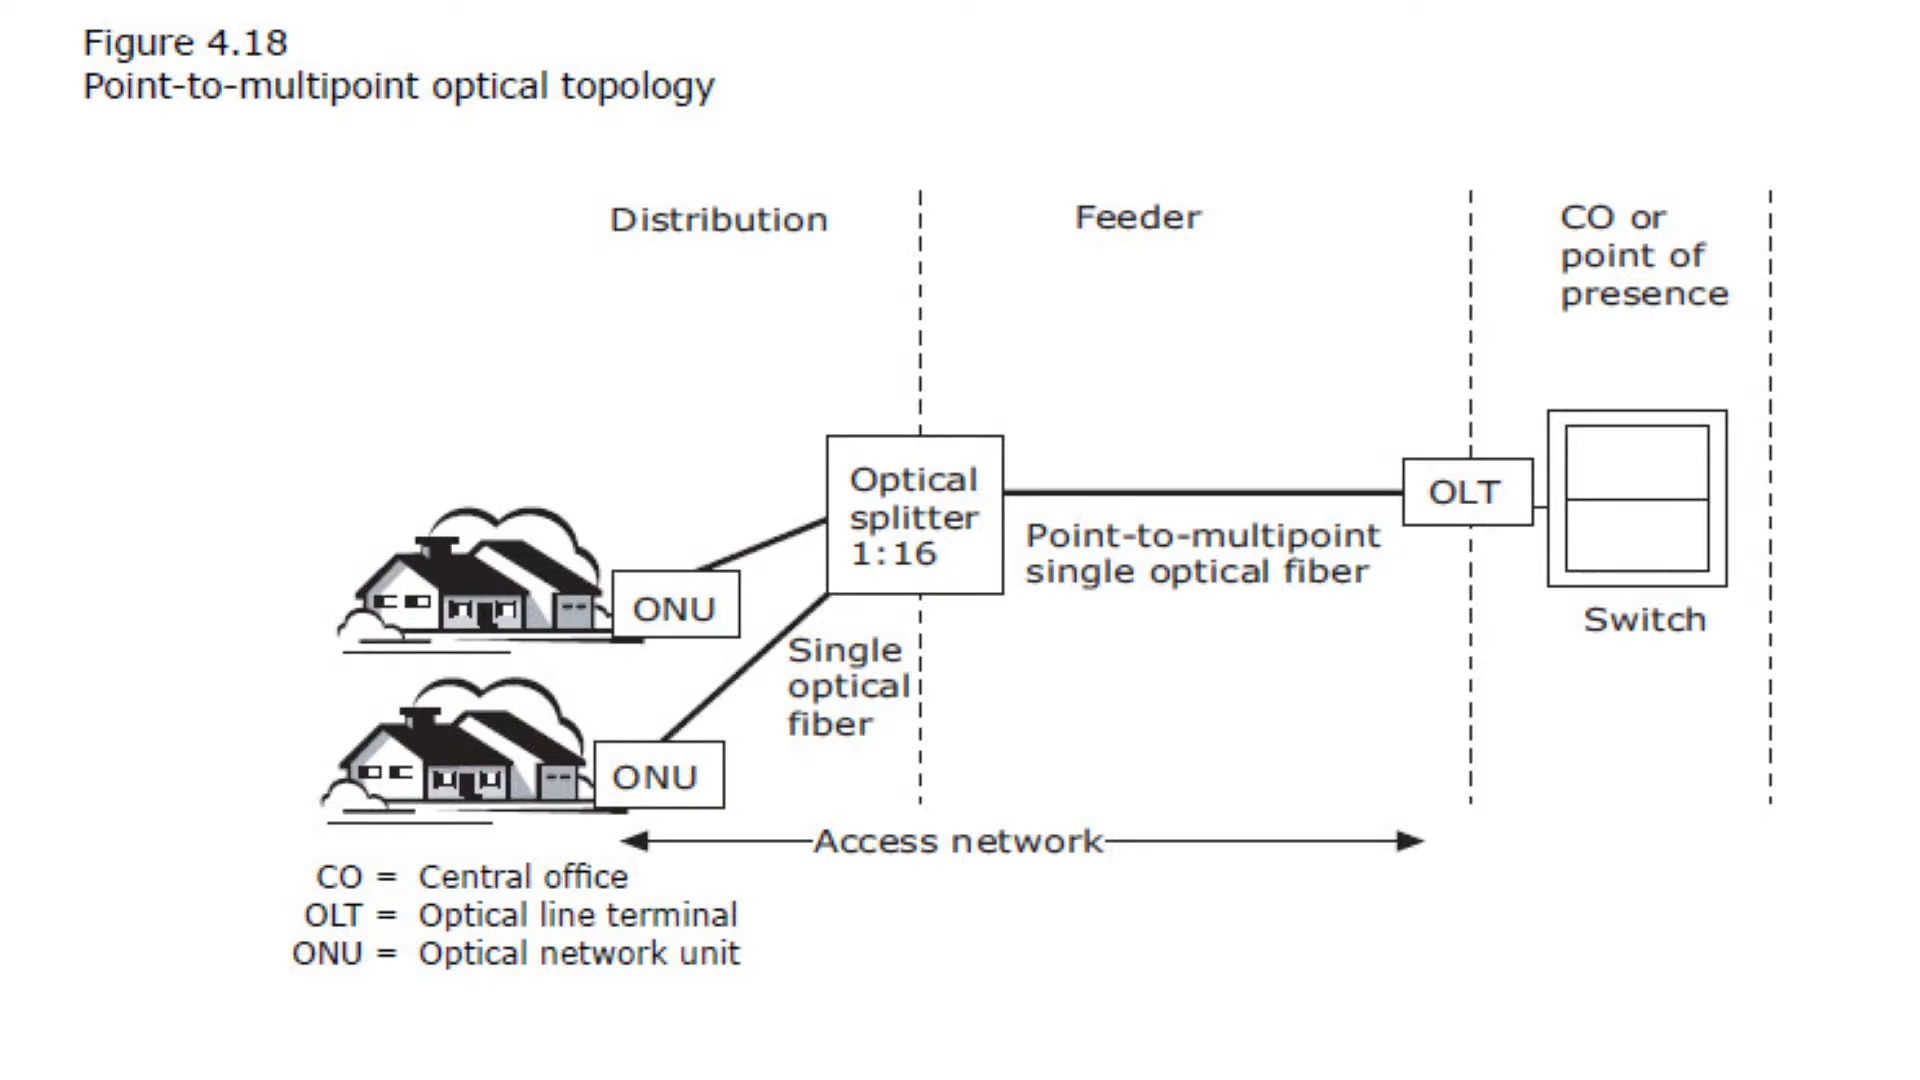 Figure 4.18
Point-to-multipoint optical topology
Distribution
Feeder
CO or
point of
presence
Optical
splitter
1:16
OLT
Point-to-multipoint
single optical fiber
Switch
ONU
Single
optical
fiber
ONU
Access network
CO = Central office
OLT = Optical line terminal
ONU = Optical network unit